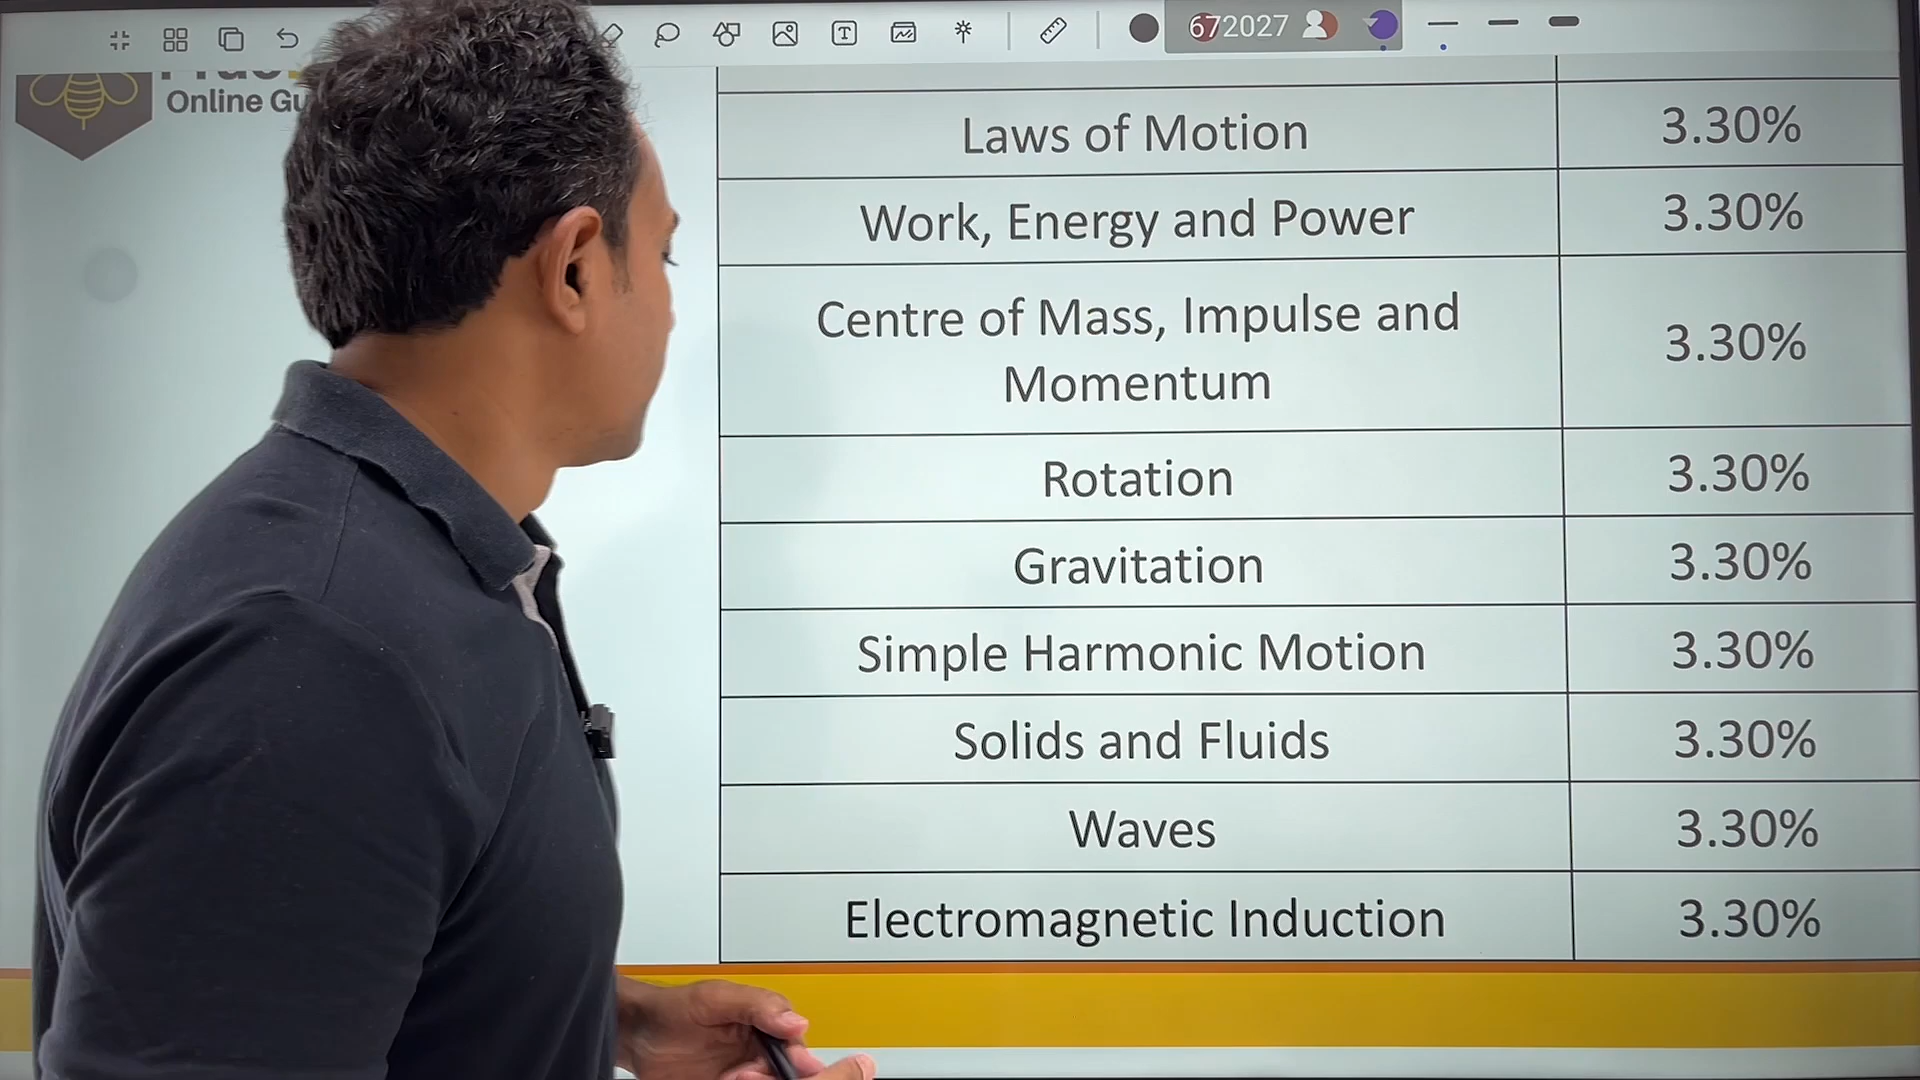 672027
Online Gu
Laws of Motion 3.30%
Work, Energy and Power 3.30%
Centre of Mass, Impulse and
Momentum 3.30%
Rotation 3.30%
Gravitation 3.30%
Simple Harmonic Motion 3.30%
Solids and Fluids 3.30%
Waves 3.30%
Electromagnetic Induction 3.30%